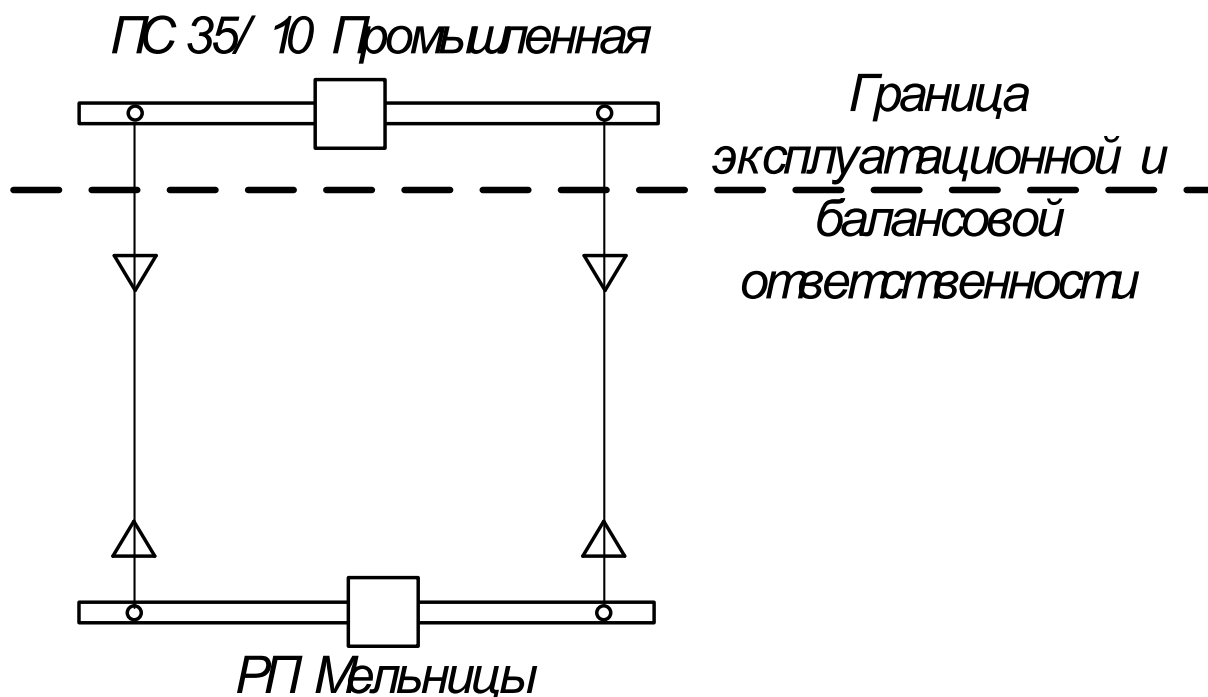 ПС 35/ 10 Промышленная
Граница
эксплуатационной и
балансовой
ответственности
РП Мельницы